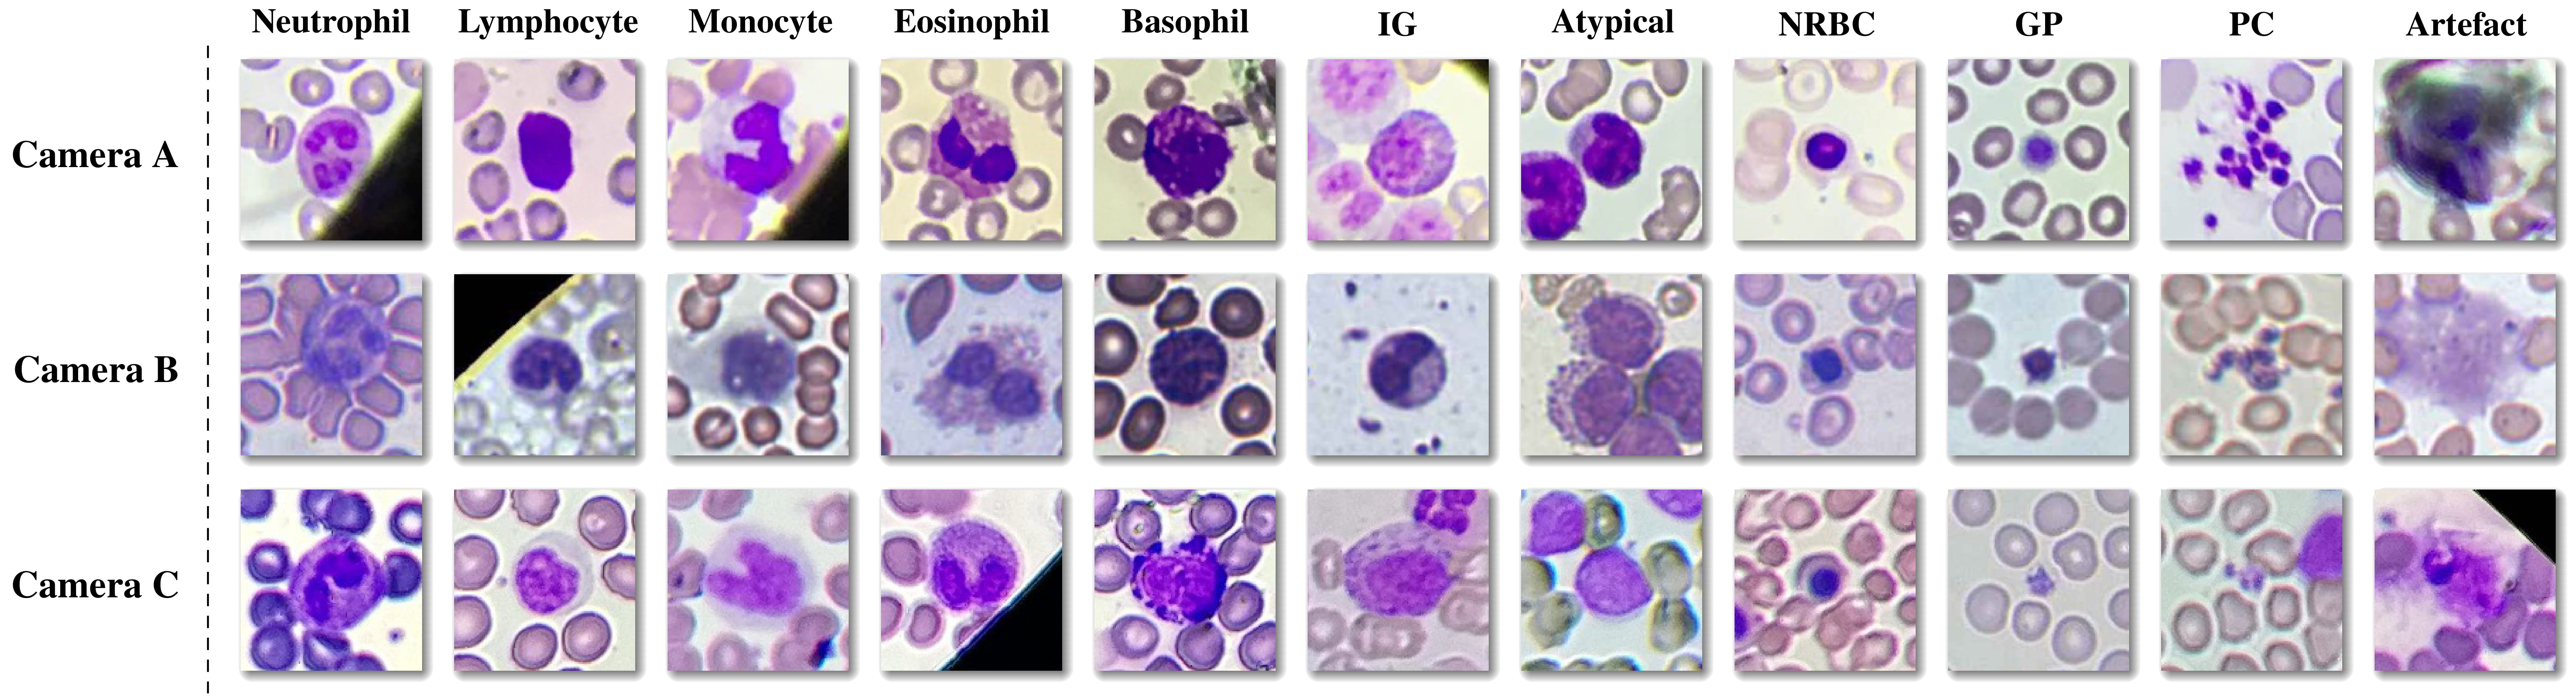 Neutrophil Lymphocyte Monocyte Eosinophil Basophil IG Atypical NRBC GP PC Artefact
Camera A
Camera B
Camera C